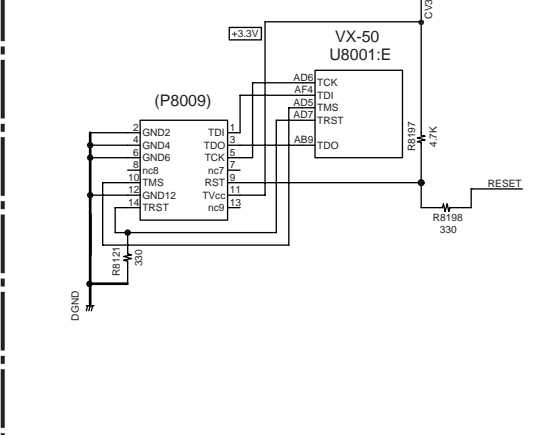 CV3
+3.3V
VX-50
U8001:E
AD6 TCK
AF4 TDI
AD5 TMS
AD7 TRST
AB9 TDO
(P8009)
2 GND2 TDI 1
4 GND4 TDO 3
6 GND6 TCK 5
8 nc8 nc7 7
10 TMS RST 9
12 GND12 TVcc 11
14 TRST nc9 13
R8197
4.7K
RESET
R8198
330
R8121
330
DGND